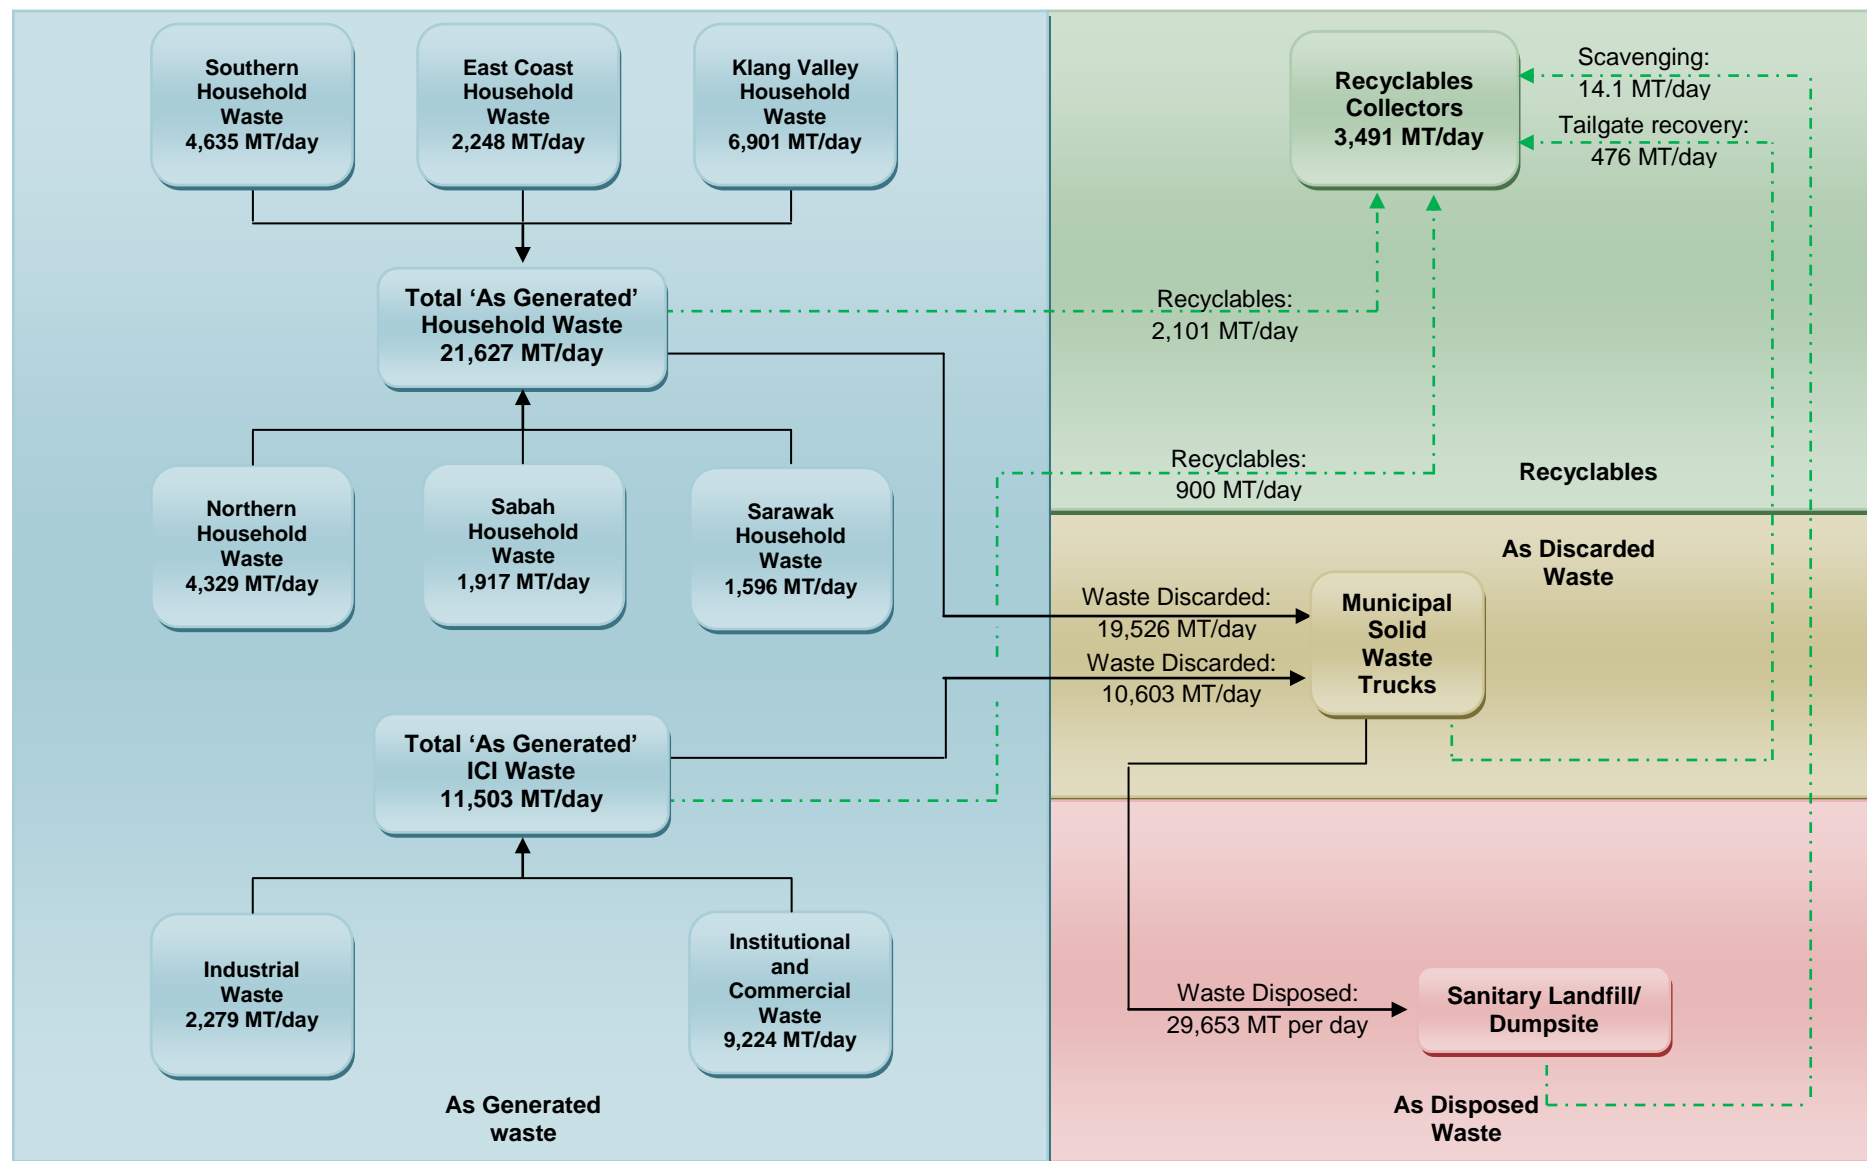 Southern
Household
Waste
4,635 MT/day
East Coast
Household
Waste
2,248 MT/day
Klang Valley
Household
Waste
6,901 MT/day
Total ‘As Generated’
Household Waste
21,627 MT/day
Northern
Household
Waste
4,329 MT/day
Sabah
Household
Waste
1,917 MT/day
Sarawak
Household
Waste
1,596 MT/day
Total ‘As Generated’
ICI Waste
11,503 MT/day
Industrial
Waste
2,279 MT/day
Institutional
and
Commercial
Waste
9,224 MT/day
As Generated
waste
Recyclables
Collectors
3,491 MT/day
Scavenging:
14.1 MT/day
Tailgate recovery:
476 MT/day
Recyclables:
2,101 MT/day
Recyclables:
900 MT/day
Recyclables
As Discarded
Waste
Waste Discarded:
19,526 MT/day
Waste Discarded:
10,603 MT/day
Municipal
Solid
Waste
Trucks
Waste Disposed:
29,653 MT per day
Sanitary Landfill/
Dumpsite
As Disposed
Waste